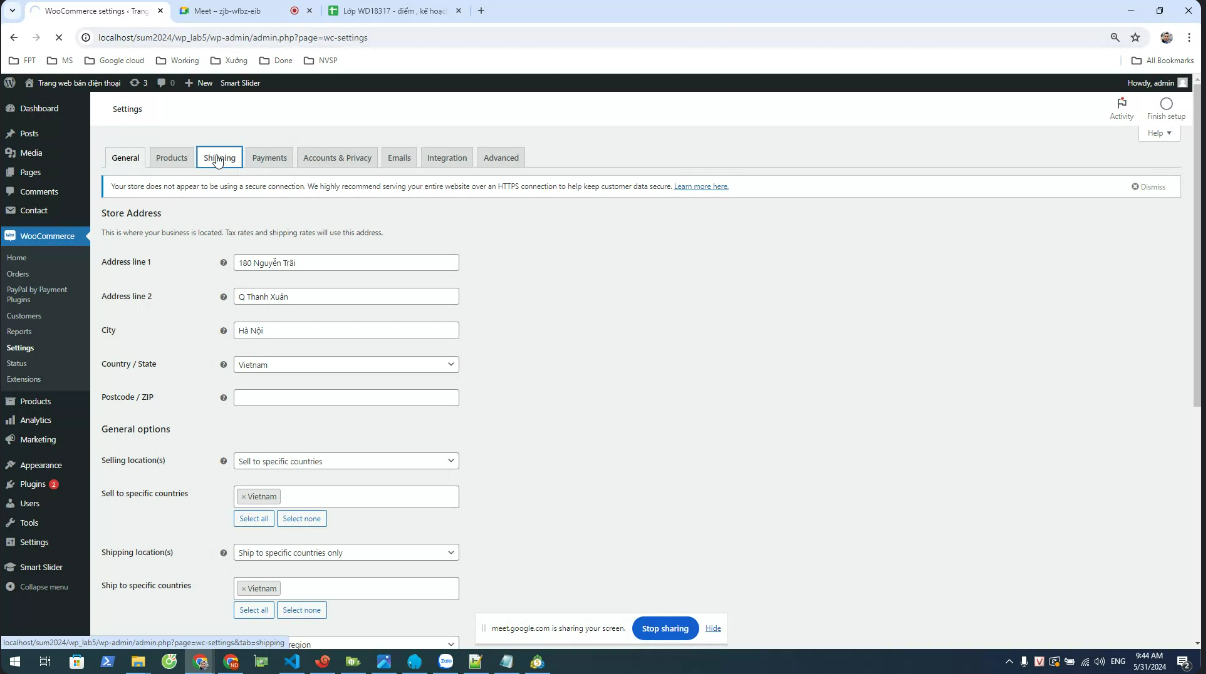 WooCommerce settings ‹ Trang
Meet – zjb-wfbz-eib
Lớp WD18317 - điểm , kế hoạch
localhost/sum2024/wp_lab5/wp-admin/admin.php?page=wc-settings
FPT
MS
Google cloud
Working
Xưởng
Done
NVSP
All Bookmarks
Trang web bán điện thoại
3
0
New
Smart Slider
Howdy, admin
Dashboard
Posts
Media
Pages
Comments
Contact
WooCommerce
Home
Orders
PayPal by Payment
Plugins
Customers
Reports
Settings
Status
Extensions
Products
Analytics
Marketing
Appearance
Plugins 2
Users
Tools
Settings
Smart Slider
Collapse menu
Settings
Activity
Finish setup
Help
General
Products
Shipping
Payments
Accounts & Privacy
Emails
Integration
Advanced
Your store does not appear to be using a secure connection. We highly recommend serving your entire website over an HTTPS connection to help keep customer data secure. Learn more here.
Dismiss
Store Address
This is where your business is located. Tax rates and shipping rates will use this address.
Address line 1
180 Nguyễn Trãi
Address line 2
Q Thanh Xuân
City
Hà Nội
Country / State
Vietnam
Postcode / ZIP
General options
Selling location(s)
Sell to specific countries
Sell to specific countries
× Vietnam
Select all
Select none
Shipping location(s)
Ship to specific countries only
Ship to specific countries
× Vietnam
Select all
Select none
region
meet.google.com is sharing your screen.
Stop sharing
Hide
localhost/sum2024/wp_lab5/wp-admin/admin.php?page=wc-settings&tab=shipping
ENG
9:44 AM
5/31/2024
2